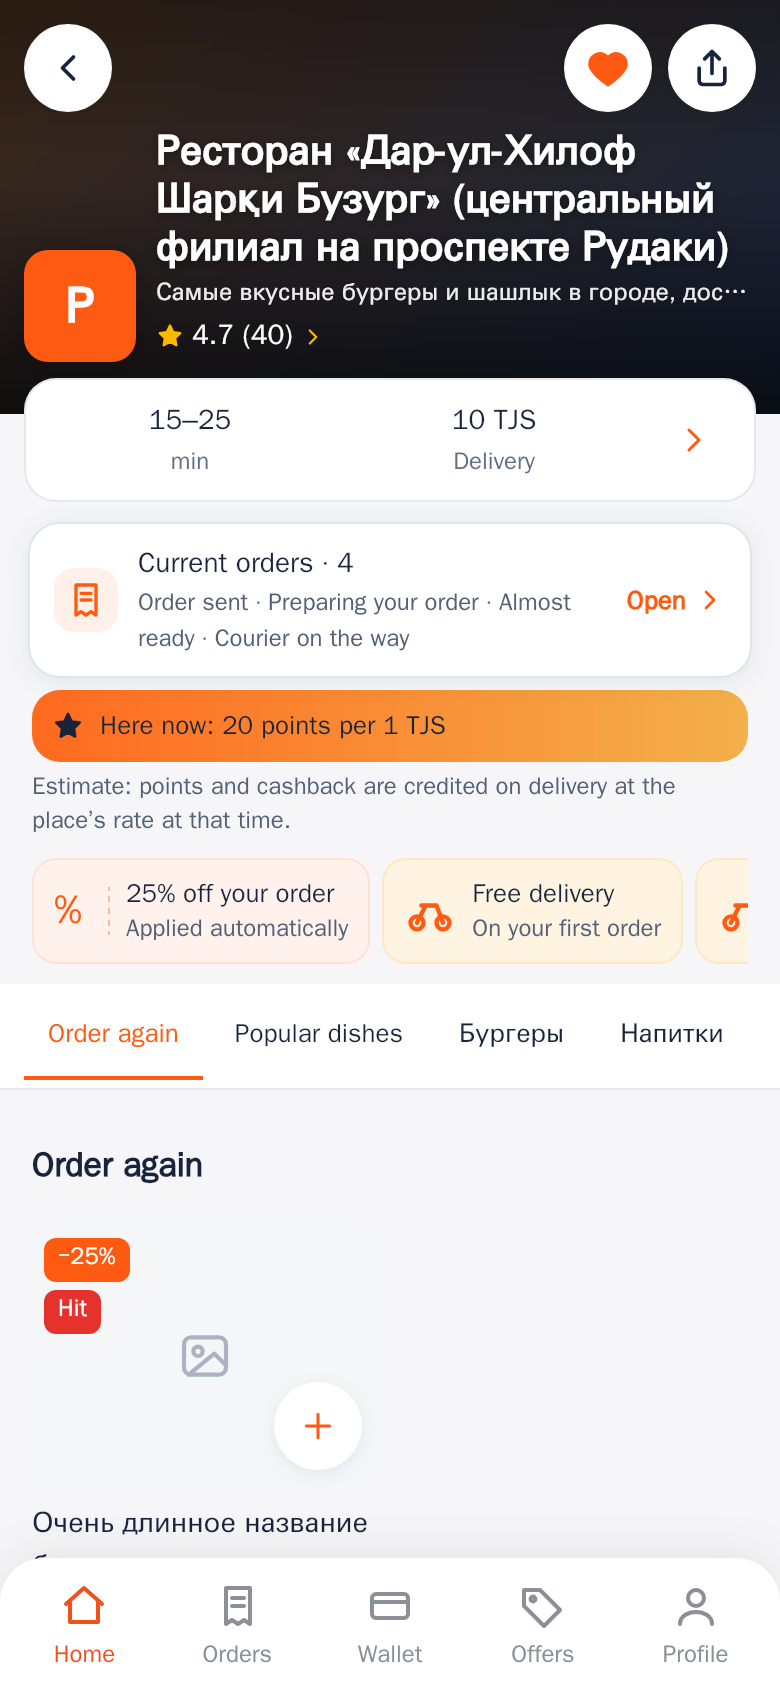 Ресторан «Дар-ул-Хилоф
Шарқи Бузург» (центральный
филиал на проспекте Рудаки)
Р
Самые вкусные бургеры и шашлык в городе, дос···
4.7 (40)
15–25
min
10 TJS
Delivery
Current orders · 4
Order sent · Preparing your order · Almost
ready · Courier on the way
Open
Here now: 20 points per 1 TJS
Estimate: points and cashback are credited on delivery at the
place’s rate at that time.
%
25% off your order
Applied automatically
Free delivery
On your first order
Order again
Popular dishes
Бургеры
Напитки
Order again
−25%
Hit
Очень длинное название
Home
Orders
Wallet
Offers
Profile